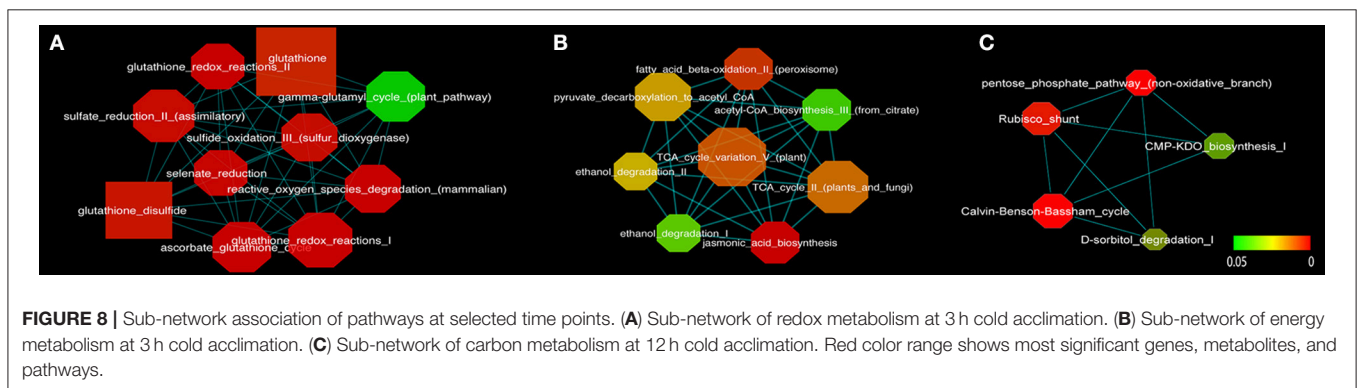 A
glutathione
glutathione_redox_reactions_II
gamma-glutamyl_cycle_(plant_pathway)
sulfate_reduction_II_(assimilatory)
sulfide_oxidation_III_(sulfur_dioxygenase)
selenate_reduction
reactive_oxygen_species_degradation_(mammalian)
glutathione_disulfide
glutathione_redox_reactions_I
ascorbate_glutathione_cycle
B
fatty_acid_beta-oxidation_II_(peroxisome)
pyruvate_decarboxylation_to_acetyl_CoA
acetyl-CoA_biosynthesis_III_(from_citrate)
TCA_cycle_variation_V_(plant)
ethanol_degradation_II
TCA_cycle_II_(plants_and_fungi)
ethanol_degradation_I
jasmonic_acid_biosynthesis
C
pentose_phosphate_pathway_(non-oxidative_branch)
Rubisco_shunt
CMP-KDO_biosynthesis_I
Calvin-Benson-Bassham_cycle
D-sorbitol_degradation_I
0.05 0
FIGURE 8 | Sub-network association of pathways at selected time points. (A) Sub-network of redox metabolism at 3 h cold acclimation. (B) Sub-network of energy
metabolism at 3 h cold acclimation. (C) Sub-network of carbon metabolism at 12 h cold acclimation. Red color range shows most significant genes, metabolites, and
pathways.